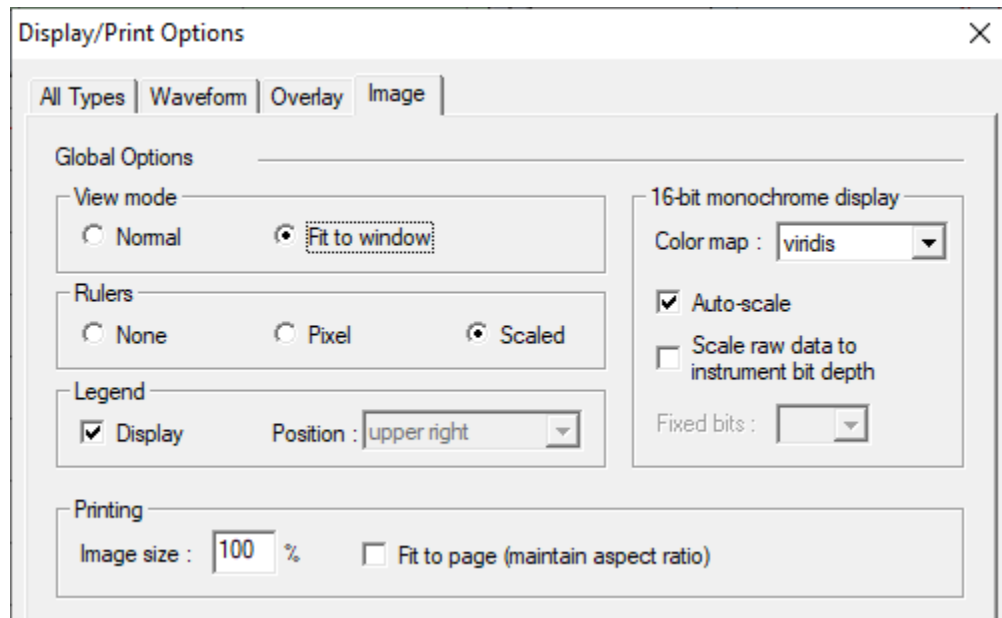 Display/Print Options
All Types Waveform Overlay Image
Global Options
View mode
Normal Fit to window
Rulers
None Pixel Scaled
Legend
Display Position : upper right
16-bit monochrome display
Color map : viridis
Auto-scale
Scale raw data to
instrument bit depth
Fixed bits :
Printing
Image size : 100 % Fit to page (maintain aspect ratio)